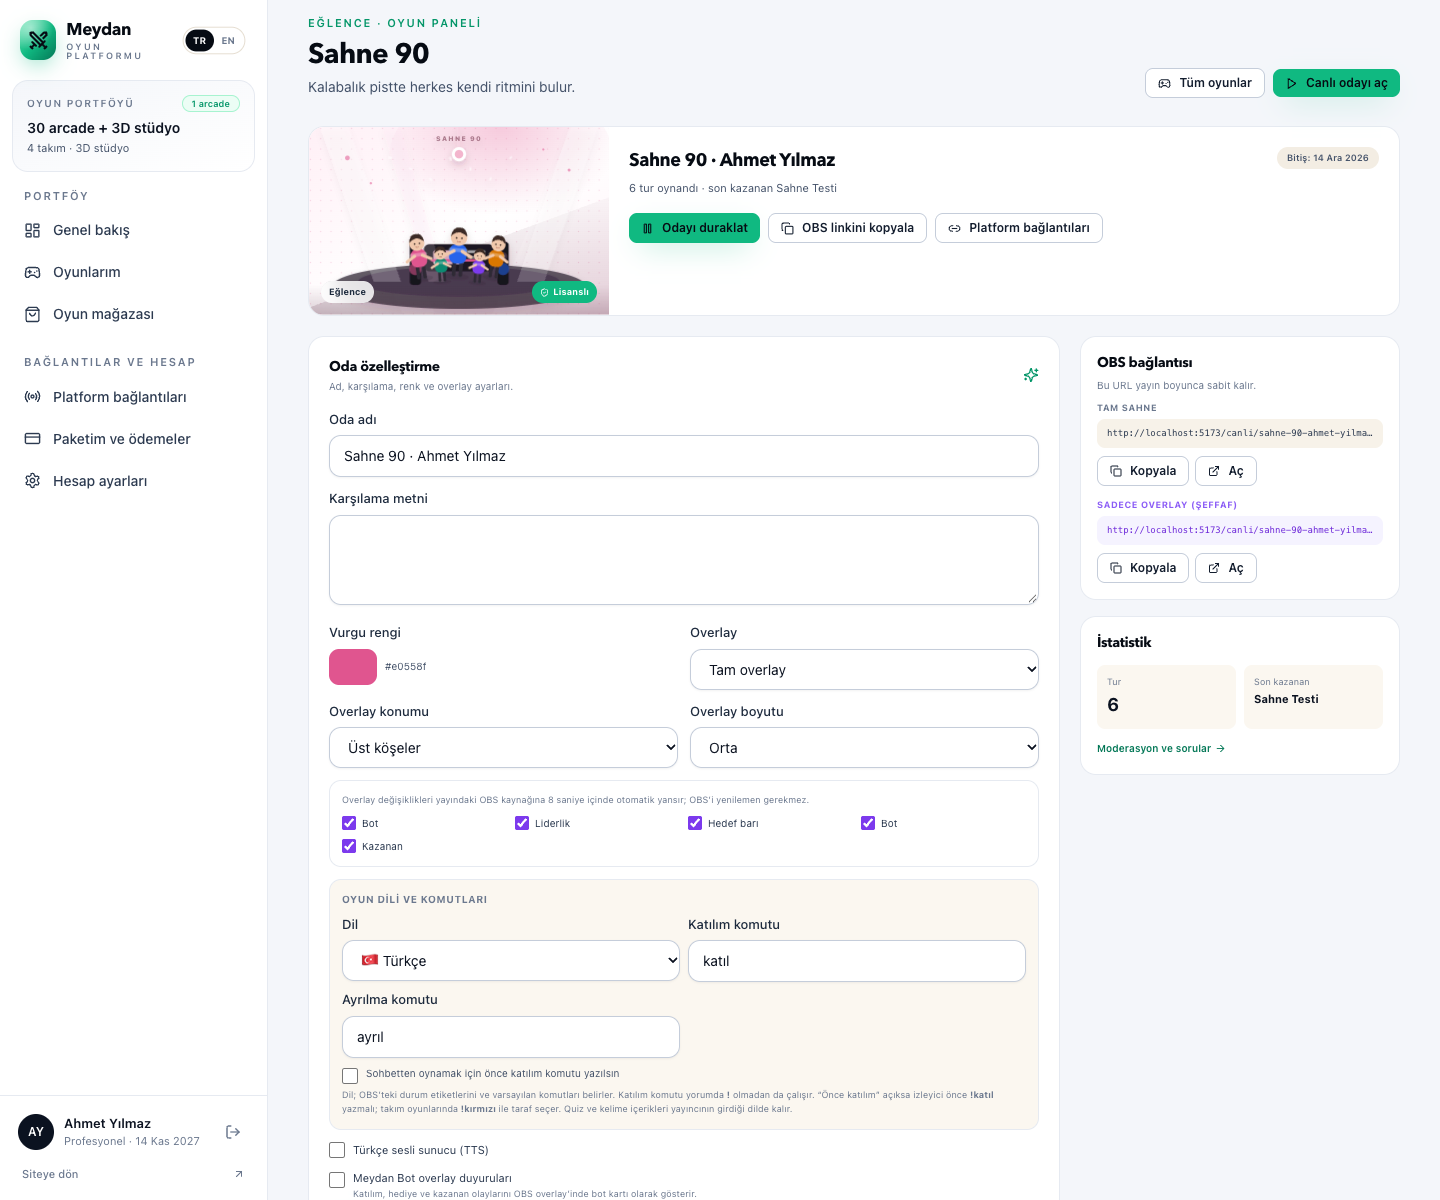 Meydan
OYUN
PLATFORMU
TR EN
OYUN PORTFÖYÜ
1 arcade
30 arcade + 3D stüdyo
4 takım · 3D stüdyo
PORTFÖY
Genel bakış
Oyunlarım
Oyun mağazası
BAĞLANTILAR VE HESAP
Platform bağlantıları
Paketim ve ödemeler
Hesap ayarları
AY
Ahmet Yılmaz
Profesyonel · 14 Kas 2027
Siteye dön
EĞLENCE · OYUN PANELİ
Sahne 90
Kalabalık pistte herkes kendi ritmini bulur.
Tüm oyunlar
Canlı odayı aç
SAHNE 90
Eğlence
Lisanslı
Sahne 90 · Ahmet Yılmaz
Bitiş: 14 Ara 2026
6 tur oynandı · son kazanan Sahne Testi
Odayı duraklat
OBS linkini kopyala
Platform bağlantıları
Oda özelleştirme
Ad, karşılama, renk ve overlay ayarları.
Oda adı
Sahne 90 · Ahmet Yılmaz
Karşılama metni
Vurgu rengi
#e0558f
Overlay
Tam overlay
Overlay konumu
Üst köşeler
Overlay boyutu
Orta
Overlay değişiklikleri yayındaki OBS kaynağına 8 saniye içinde otomatik yansır; OBS'i yenilemen gerekmez.
Bot
Liderlik
Hedef barı
Bot
Kazanan
OYUN DİLİ VE KOMUTLARI
Dil
Türkçe
Katılım komutu
katıl
Ayrılma komutu
ayrıl
Sohbetten oynamak için önce katılım komutu yazılsın
Dil; OBS'teki durum etiketlerini ve varsayılan komutları belirler. Katılım komutu yorumda ! olmadan da çalışır. “Önce katılım” açıksa izleyici önce !katıl
yazmalı; takım oyunlarında !kırmızı ile taraf seçer. Quiz ve kelime içerikleri yayıncının girdiği dilde kalır.
Türkçe sesli sunucu (TTS)
Meydan Bot overlay duyuruları
Katılım, hediye ve kazanan olaylarını OBS overlay'inde bot kartı olarak gösterir.
OBS bağlantısı
Bu URL yayın boyunca sabit kalır.
TAM SAHNE
http://localhost:5173/canli/sahne-90-ahmet-yilma…
Kopyala
Aç
SADECE OVERLAY (ŞEFFAF)
http://localhost:5173/canli/sahne-90-ahmet-yilma…
Kopyala
Aç
İstatistik
Tur
6
Son kazanan
Sahne Testi
Moderasyon ve sorular →